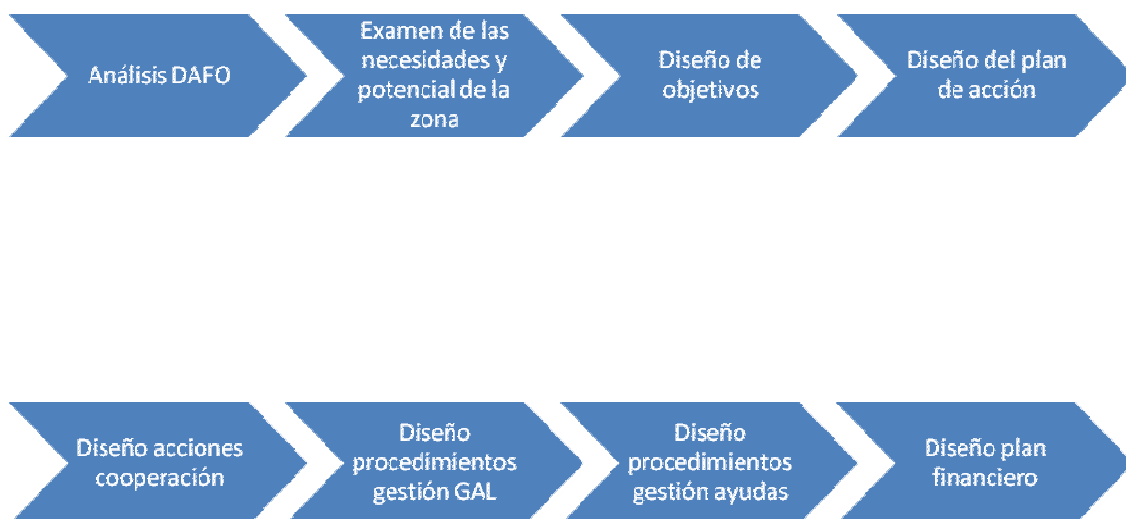 Análisis DAFO
Examen de las
necesidades y
potencial de la
zona
Diseño de
objetivos
Diseño del plan
de acción
Diseño acciones
cooperación
Diseño
procedimientos
gestión GAL
Diseño
procedimientos
gestión ayudas
Diseño plan
financiero